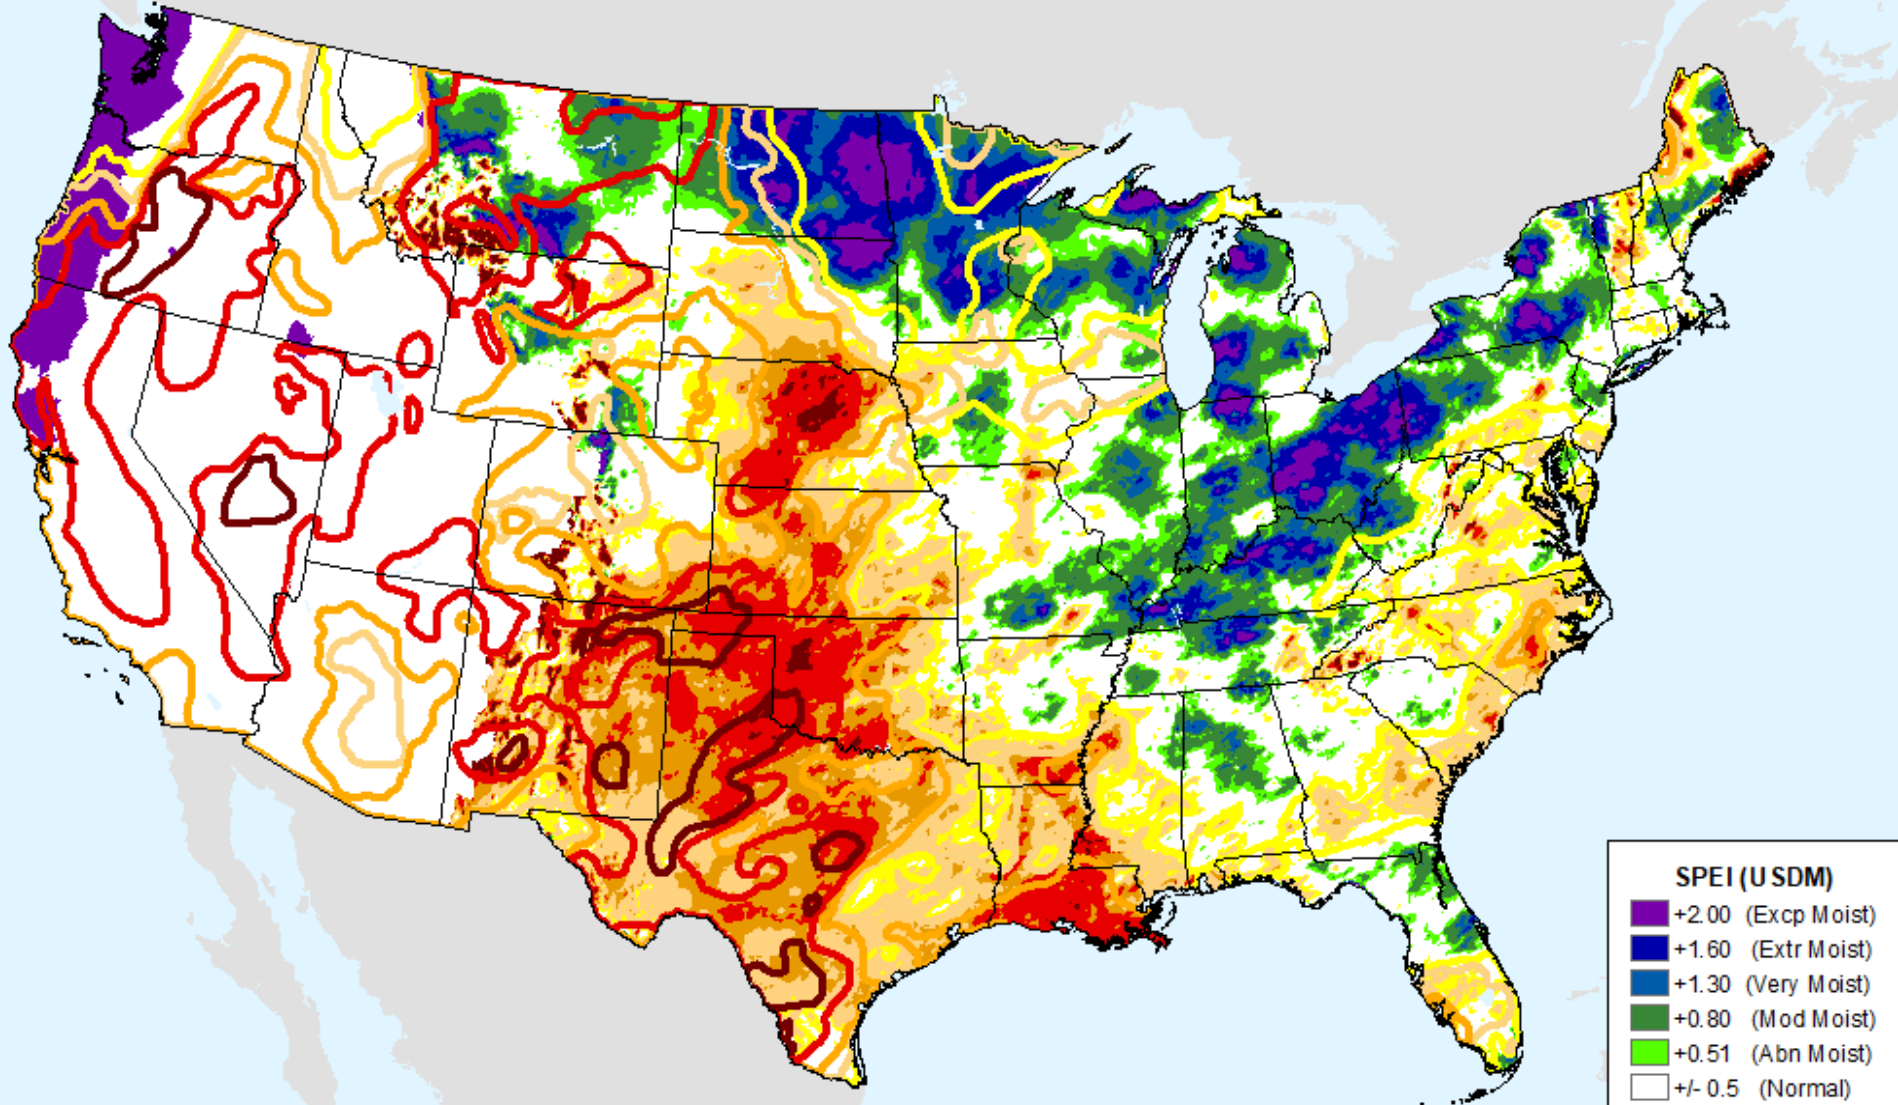 SPEI (USDM)
+2.00 (Excp Moist)
+1.60 (Extr Moist)
+1.30 (Very Moist)
+0.80 (Mod Moist)
+0.51 (Abn Moist)
+/- 0.5 (Normal)